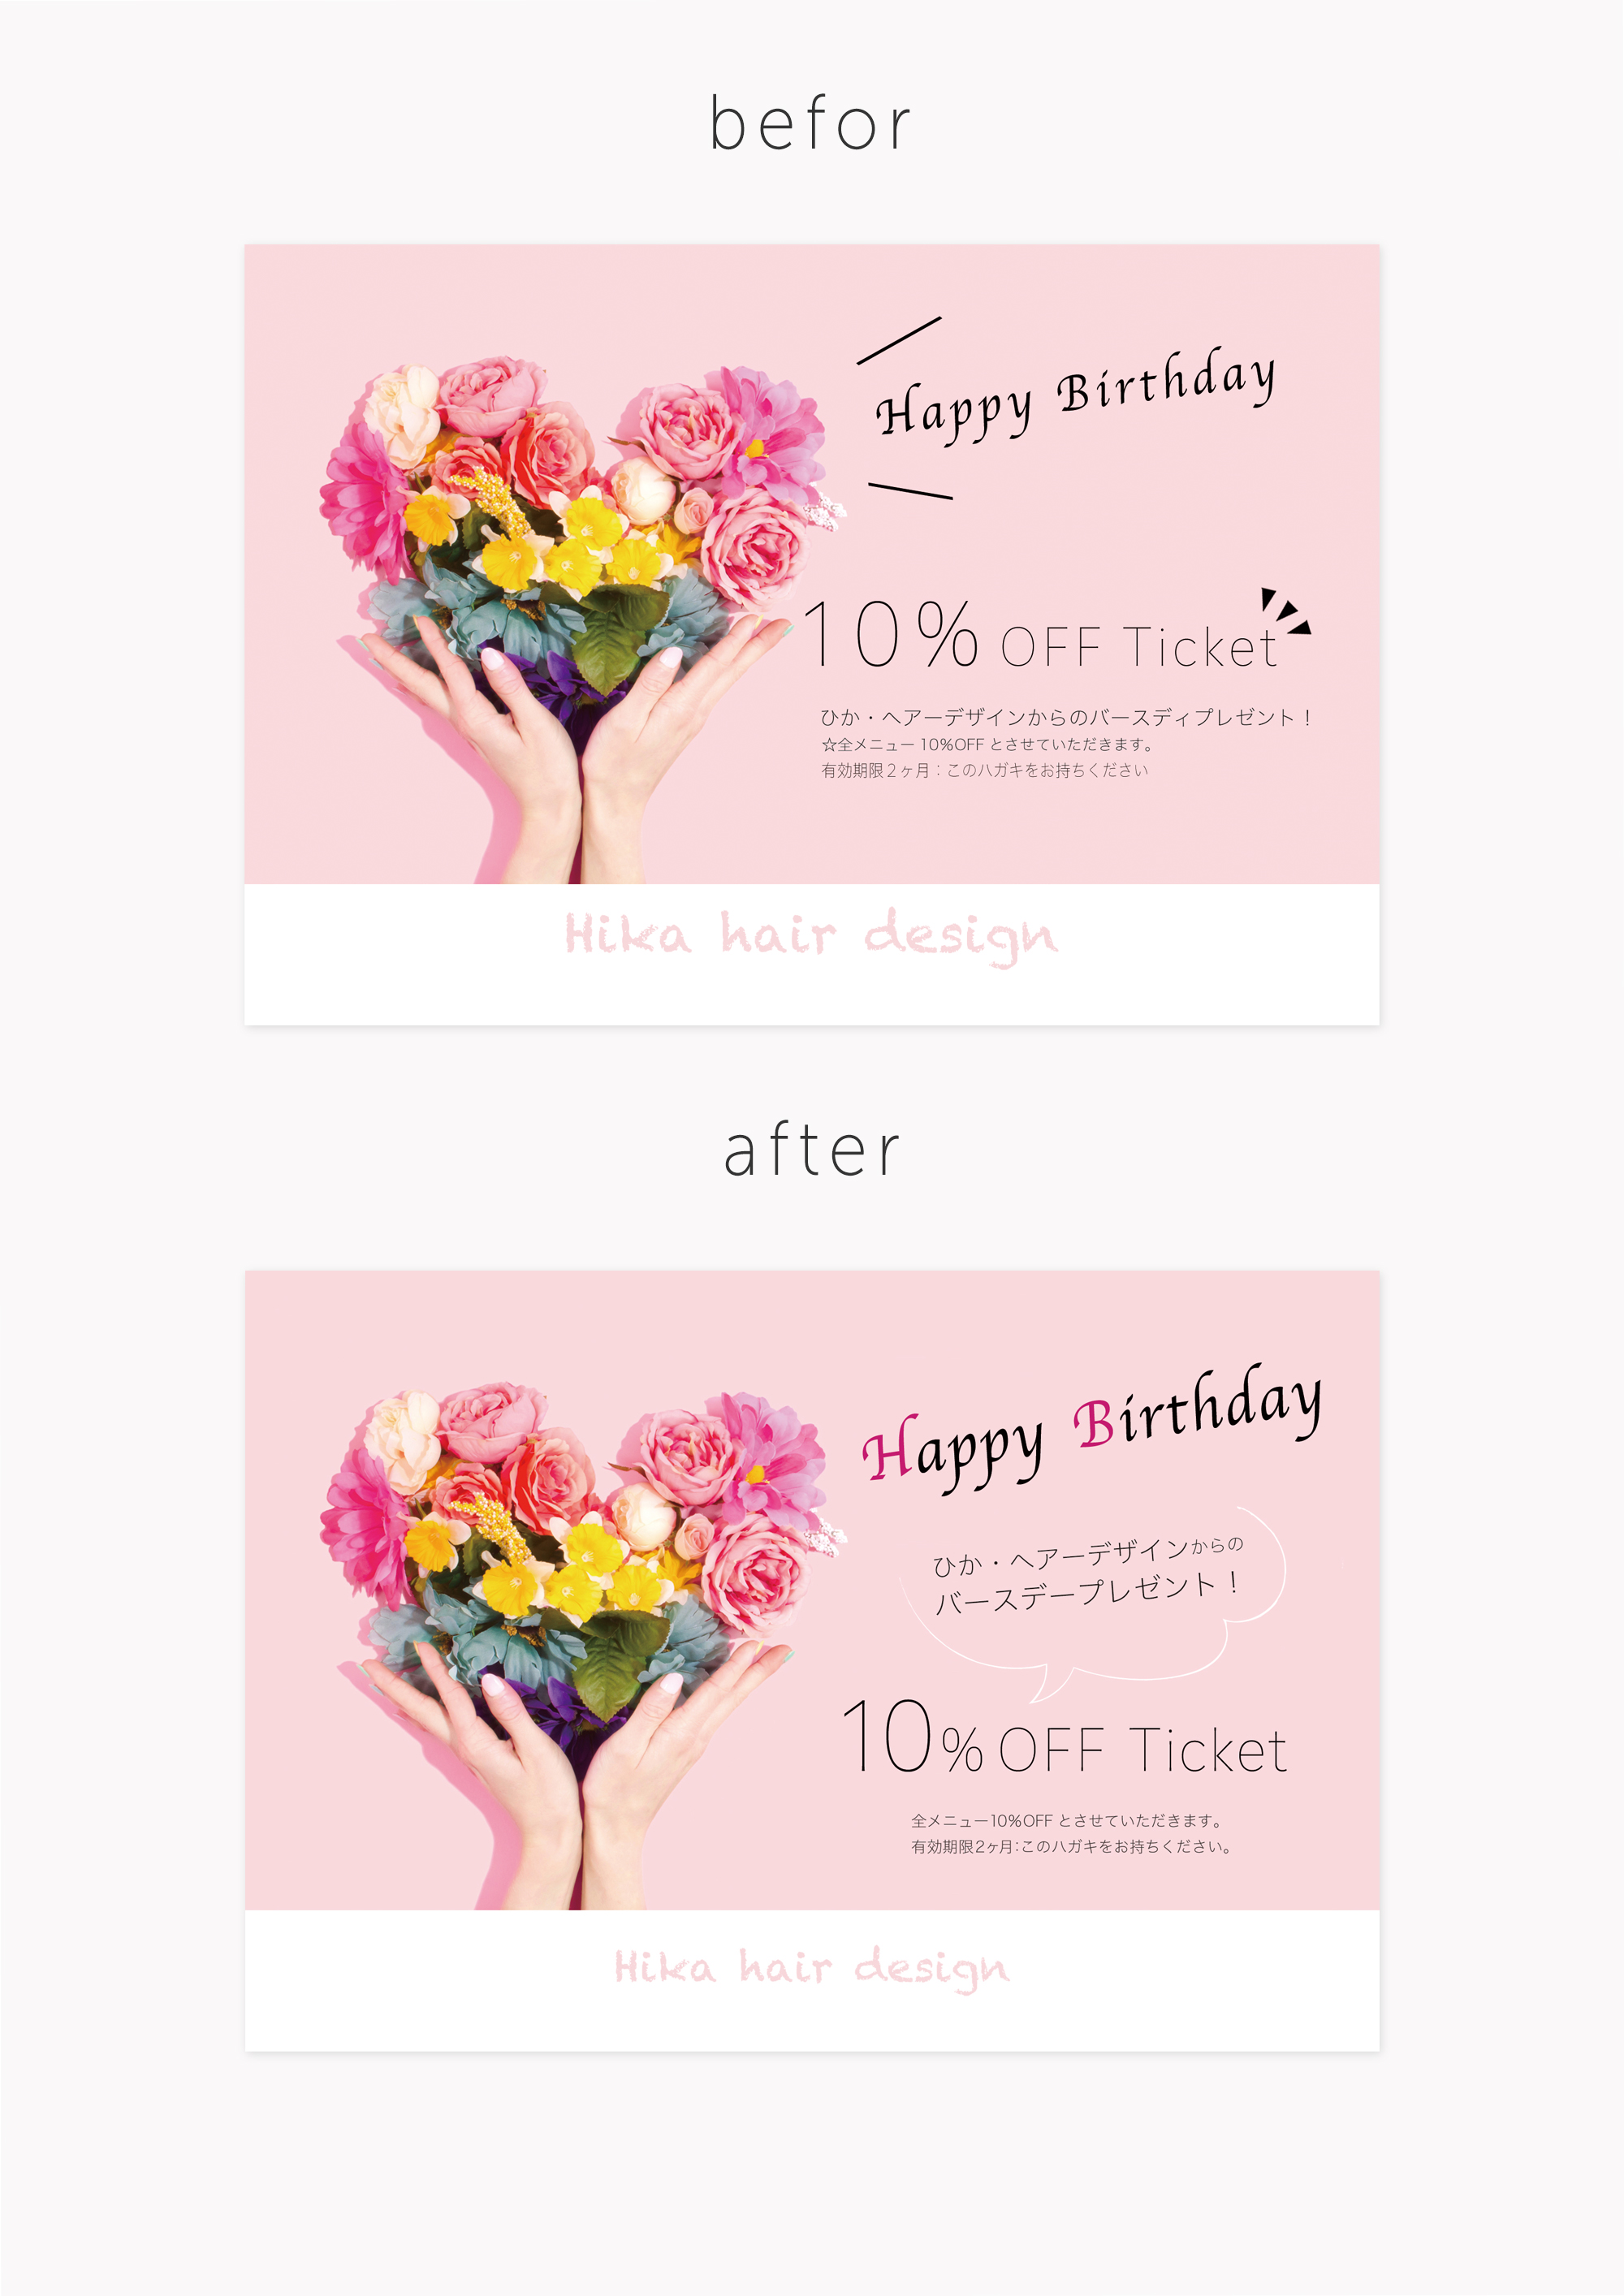 befor
Happy Birthday
10% OFF Ticket
ひか・ヘアーデザインからのバースディプレゼント！
☆全メニュー 10%OFF とさせていただきます。
有効期限２ヶ月：このハガキをお持ちください
Hika hair design
after
Happy Birthday
ひか・ヘアーデザインからの
バースデープレゼント！
10% OFF Ticket
全メニュー10%OFF とさせていただきます。
有効期限2ヶ月:このハガキをお持ちください。
Hika hair design